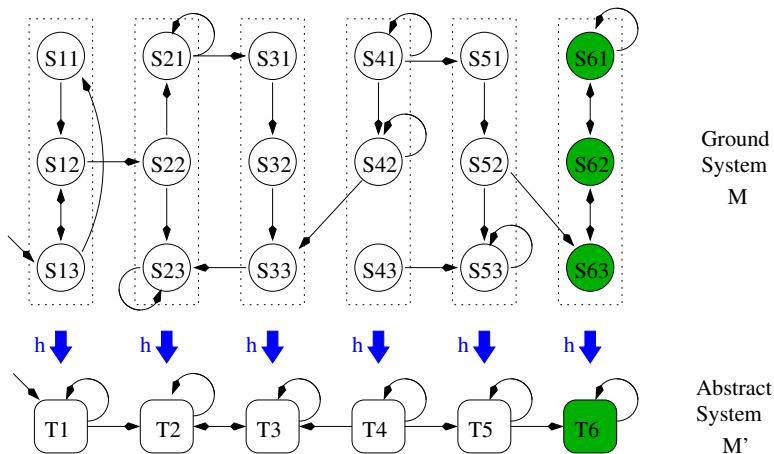 S11 S21 S31 S41 S51 S61
S12 S22 S32 S42 S52 S62
S13 S23 S33 S43 S53 S63
Ground
System
M
h h h h h h
T1 T2 T3 T4 T5 T6
Abstract
System
M'